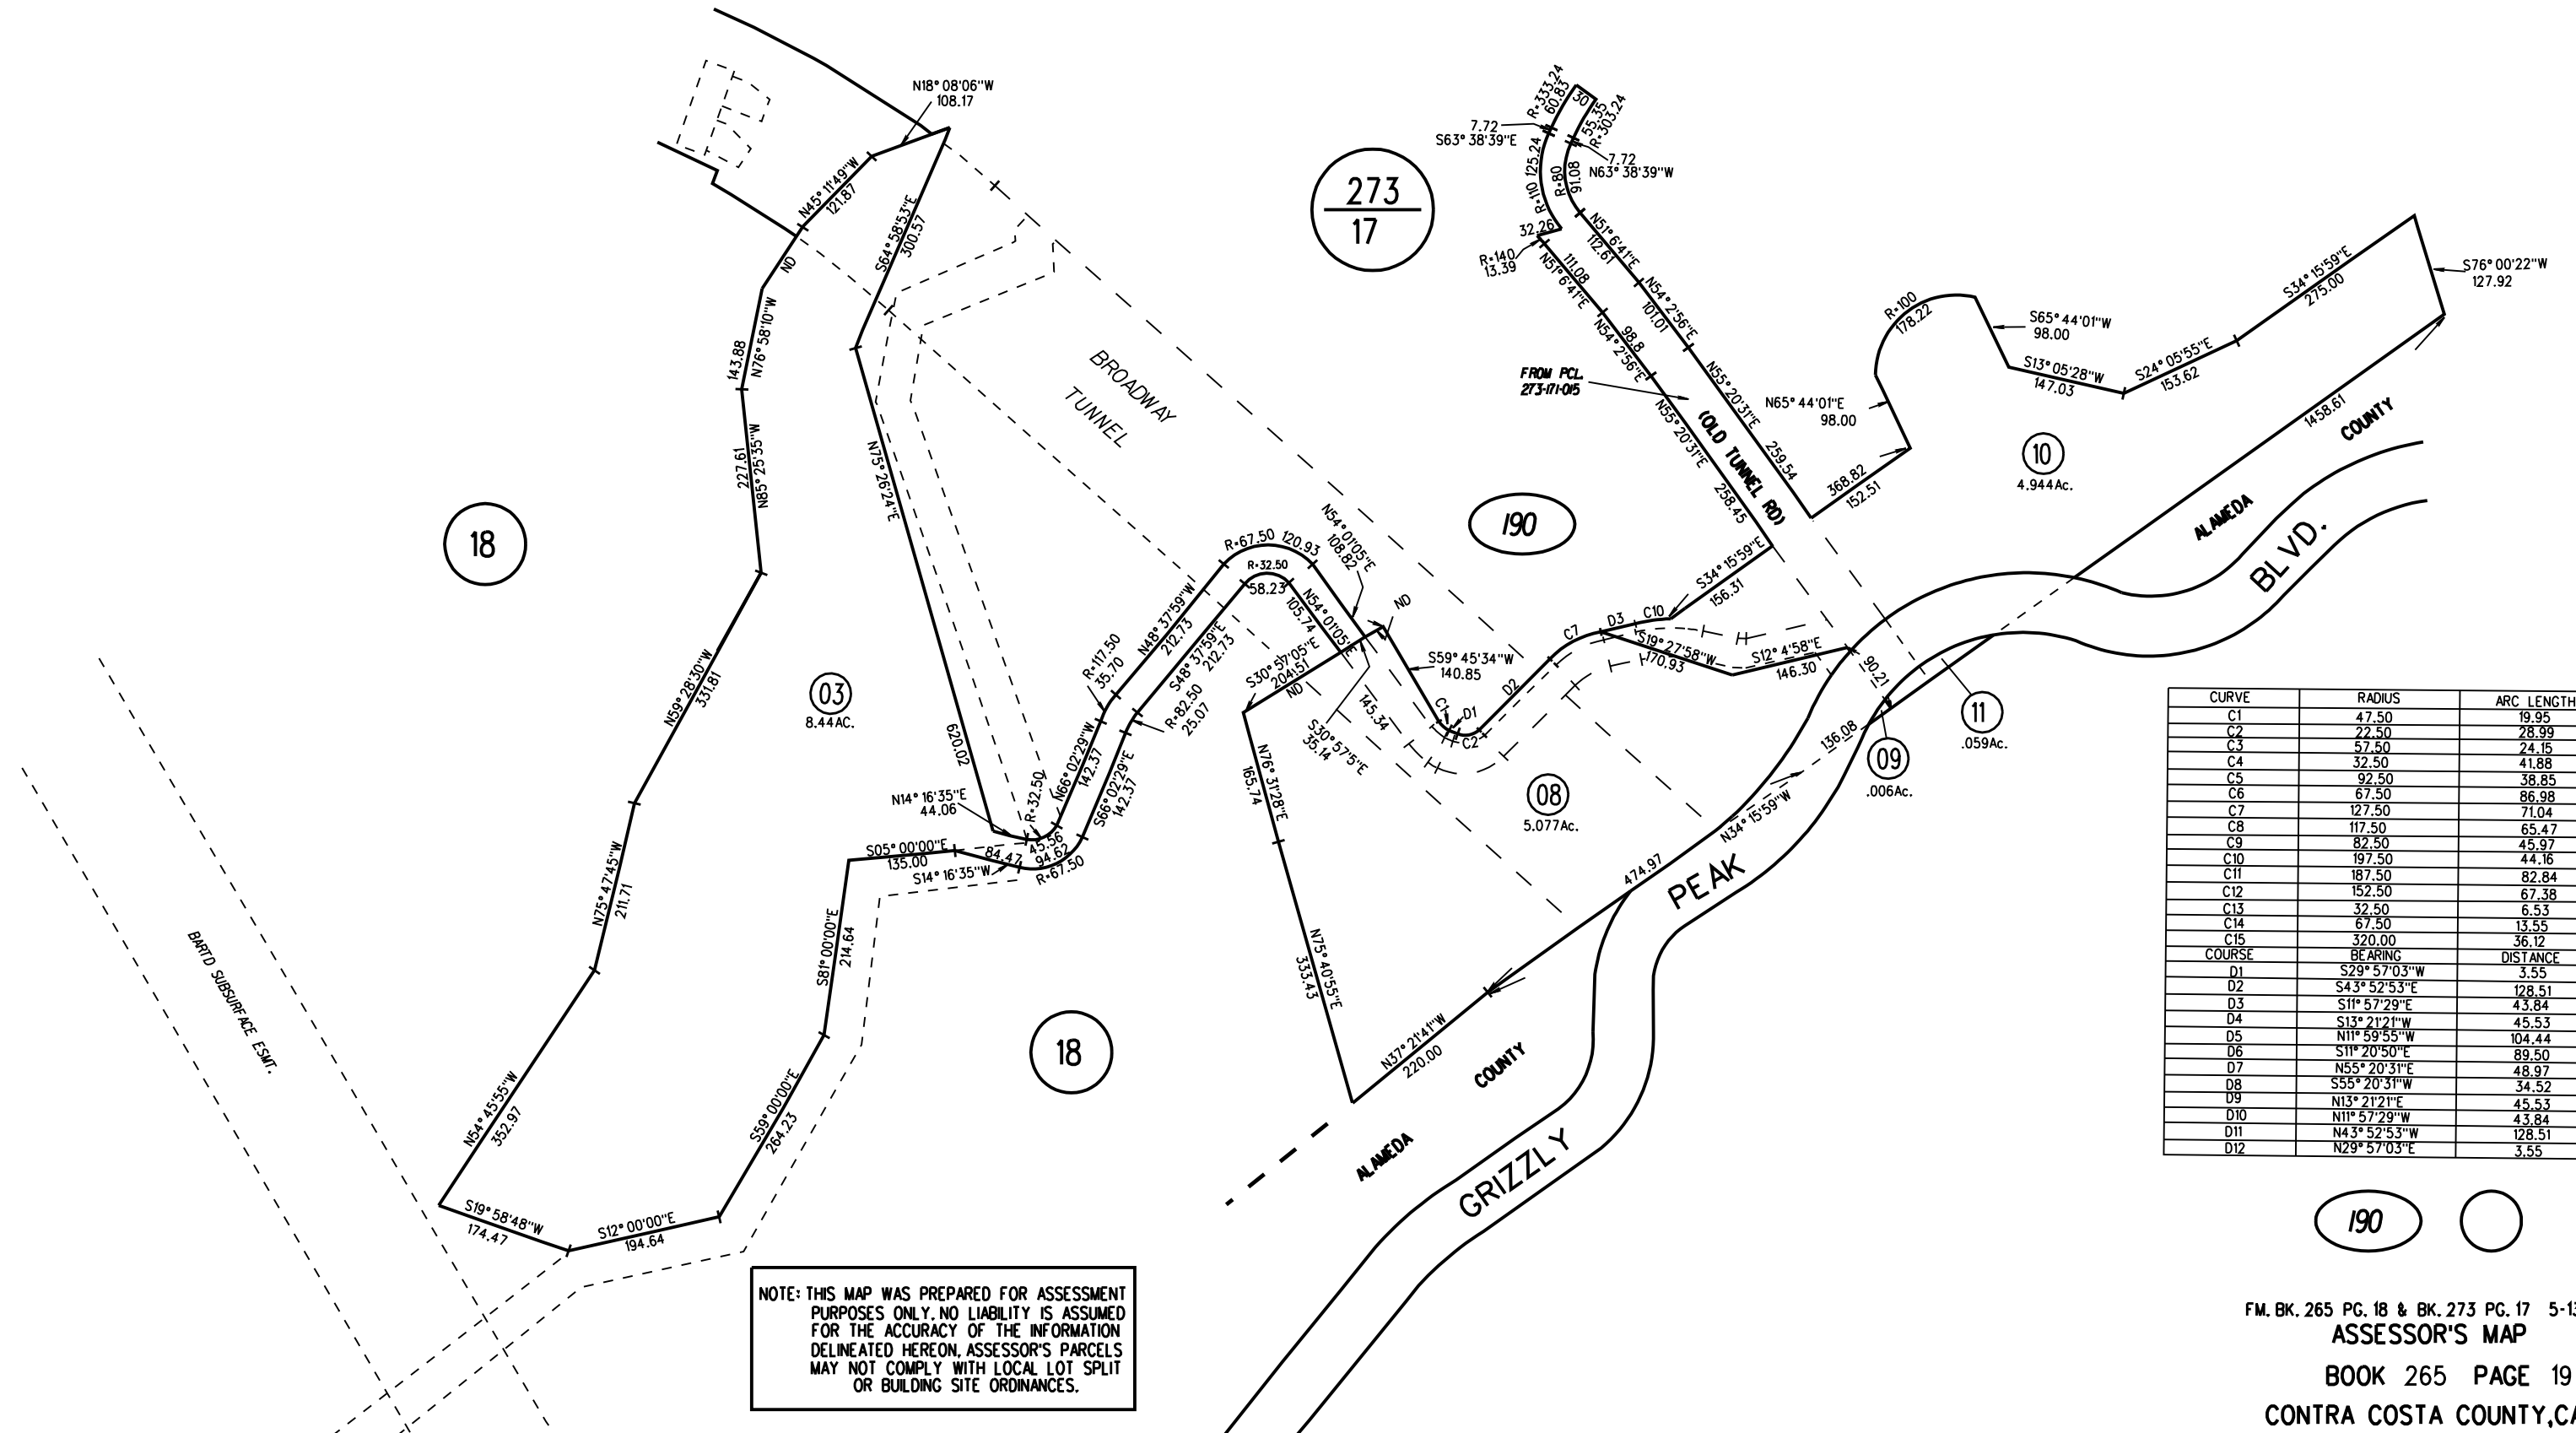 N18° 08'06"W
108.17
N45° 11'49"W
121.87
ND
S64° 58'53"E
300.57
143.88
N76° 58'10"W
227.61
N85° 25'35"W
N75° 26'24"E
620.02
N59° 28'30"W
331.81
N75° 47'45"W
211.71
N54° 45'55"W
352.97
S19° 58'48"W
174.47
S12° 00'00"E
194.64
S59° 00'00"E
264.23
S81° 00'00"E
214.64
S05° 00'00"E
135.00
84.47
S14° 16'35"W
N14° 16'35"E
44.06
R=32.50
45.56
94.62
R=67.50
N66° 02'29"W
142.37
S66° 02'29"E
142.37
R=117.50
35.70
R=82.50
25.07
N48° 37'59"W
212.73
S48° 37'59"E
212.73
R=67.50 120.93
R=32.50
58.23
N54° 01'05"E
108.82
N54° 01'05"E
105.74
ND
S30° 57'05"E
204.51
ND
S30° 57'5"E
35.14
145.34
S59° 45'34"W
140.85
C1
D1
C2
D2
C7
D3
C10
S34° 15'59"E
156.31
S19° 27'58"W
170.93
S12° 4'58"E
146.30
90.21
136.08
N34° 15'59"W
474.97
N76° 31'28"E
165.74
N75° 40'55"E
333.43
N37° 21'41"W
220.00
BROADWAY
TUNNEL
BARTD SUBSURFACE ESMT.
18
03
8.44AC.
18
273
17
190
R=333.24
60.83
30
55.35
R=303.24
7.72
S63° 38'39"E
7.72
N63° 38'39"W
R=110 125.24
R=80
91.08
32.26
R=140
13.39
N51° 6'41"E
112.61
111.08
N51° 6'41"E
N54° 2'56"E
101.01
98.8
N54° 2'56"E
FROM PCL.
273-171-015
N55° 20'31"E
259.54
N55° 20'31"E
258.45
(OLD TUNNEL RD)
368.82
152.51
N65° 44'01"E
98.00
R=100
178.22
S65° 44'01"W
98.00
S13° 05'28"W
147.03
S24° 05'55"E
153.62
S34° 15'59"E
275.00
S76° 00'22"W
127.92
1458.61
10
4.944Ac.
ALAMEDA COUNTY
08
5.077Ac.
09
.006Ac.
11
.059Ac.
ALAMEDA COUNTY
GRIZZLY PEAK BLVD.
CURVE RADIUS ARC LENGTH
C1 47.50 19.95
C2 22.50 28.99
C3 57.50 24.15
C4 32.50 41.88
C5 92.50 38.85
C6 67.50 86.98
C7 127.50 71.04
C8 117.50 65.47
C9 82.50 45.97
C10 197.50 44.16
C11 187.50 82.84
C12 152.50 67.38
C13 32.50 6.53
C14 67.50 13.55
C15 320.00 36.12
COURSE BEARING DISTANCE
D1 S29° 57'03"W 3.55
D2 S43° 52'53"E 128.51
D3 S11° 57'29"E 43.84
D4 S13° 21'21"W 45.53
D5 N11° 59'55"W 104.44
D6 S11° 20'50"E 89.50
D7 N55° 20'31"E 48.97
D8 S55° 20'31"W 34.52
D9 N13° 21'21"E 45.53
D10 N11° 57'29"W 43.84
D11 N43° 52'53"W 128.51
D12 N29° 57'03"E 3.55
190
NOTE: THIS MAP WAS PREPARED FOR ASSESSMENT
PURPOSES ONLY. NO LIABILITY IS ASSUMED
FOR THE ACCURACY OF THE INFORMATION
DELINEATED HEREON. ASSESSOR'S PARCELS
MAY NOT COMPLY WITH LOCAL LOT SPLIT
OR BUILDING SITE ORDINANCES.
FM. BK. 265 PG. 18 & BK. 273 PG. 17 5-13
ASSESSOR'S MAP
BOOK 265 PAGE 19
CONTRA COSTA COUNTY, CA